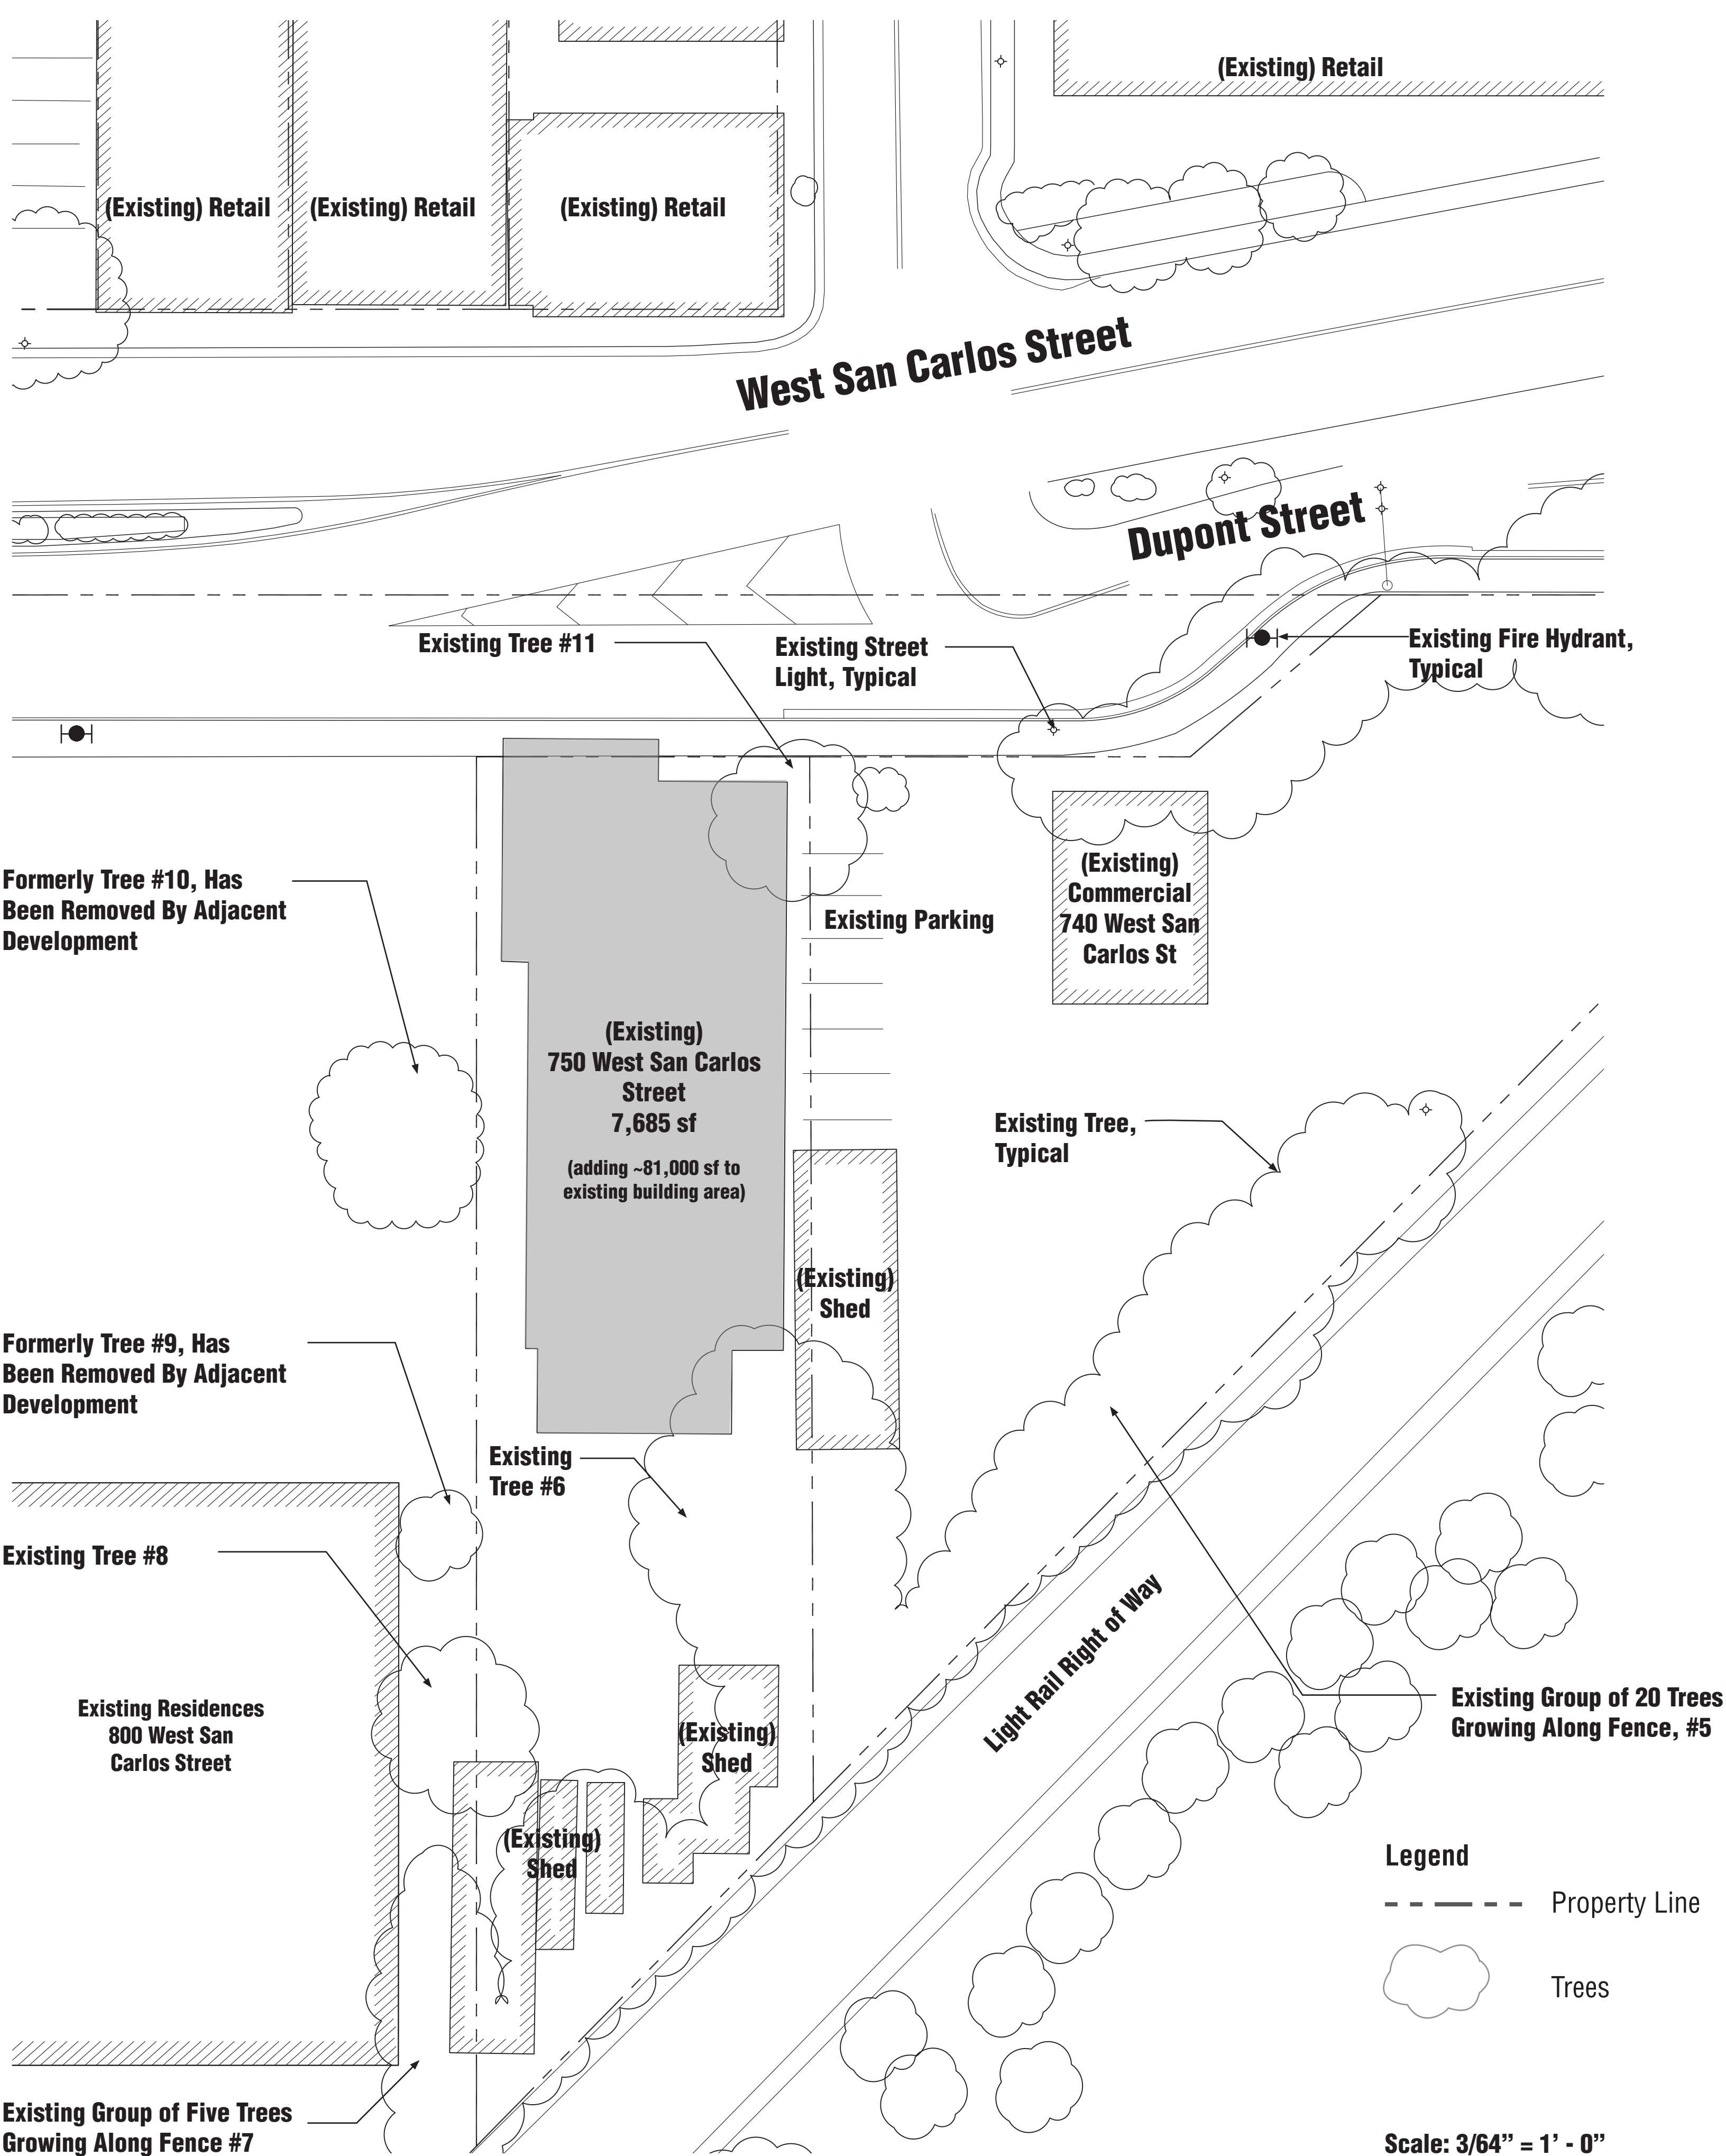 (Existing) Retail
(Existing) Retail
(Existing) Retail
(Existing) Retail
West San Carlos Street
Dupont Street
Existing Tree #11
Existing Street
Light, Typical
Existing Fire Hydrant,
Typical
Formerly Tree #10, Has
Been Removed By Adjacent
Development
(Existing)
Commercial
740 West San
Carlos St
Existing Parking
(Existing)
750 West San Carlos
Street
7,685 sf
(adding ~81,000 sf to
existing building area)
Existing Tree,
Typical
(Existing)
Shed
Formerly Tree #9, Has
Been Removed By Adjacent
Development
Existing
Tree #6
Existing Tree #8
Light Rail Right of Way
Existing Residences
800 West San
Carlos Street
(Existing)
Shed
Existing Group of 20 Trees
Growing Along Fence, #5
(Existing)
Shed
Legend
Property Line
Trees
Existing Group of Five Trees
Growing Along Fence #7
Scale: 3/64” = 1’ - 0”